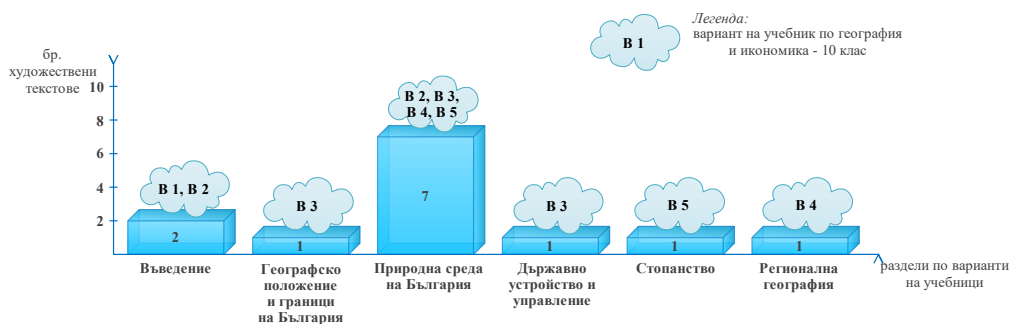 Легенда:
вариант на учебник по география
и икономика - 10 клас
В 1
бр.
художествени
текстове
10
8
6
4
2
В 1, В 2
В 3
В 2, В 3,
В 4, В 5
В 3
В 5
В 4
2
1
7
1
1
1
Въведение
Географско
положение
и граници
на България
Природна среда
на България
Държавно
устройство и
управление
Стопанство
Регионална
география
раздели по варианти
на учебници